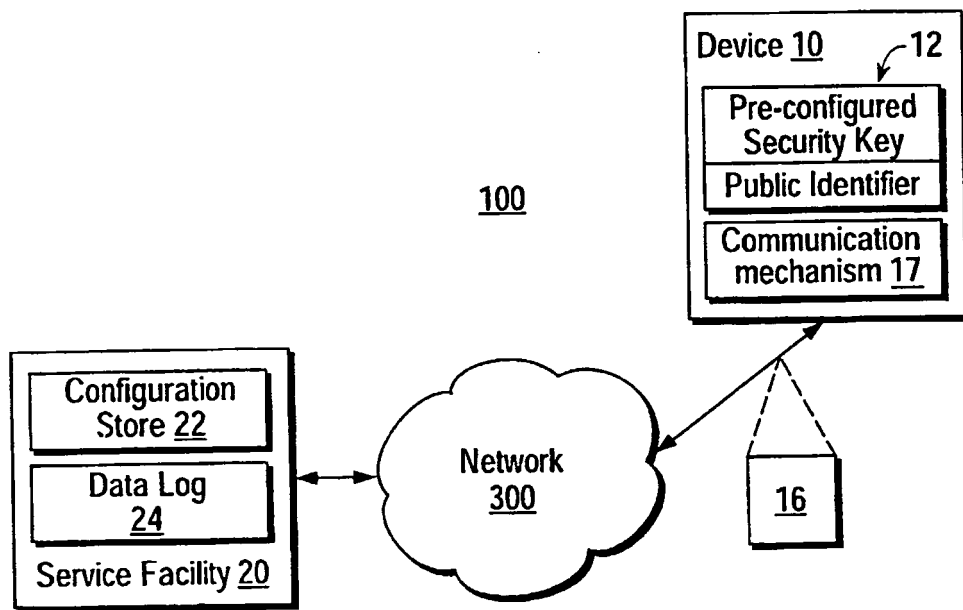 Device 10
12
Pre-configured
Security Key
Public Identifier
Communication
mechanism 17
100
Configuration
Store 22
Data Log
24
Service Facility 20
Network
300
16